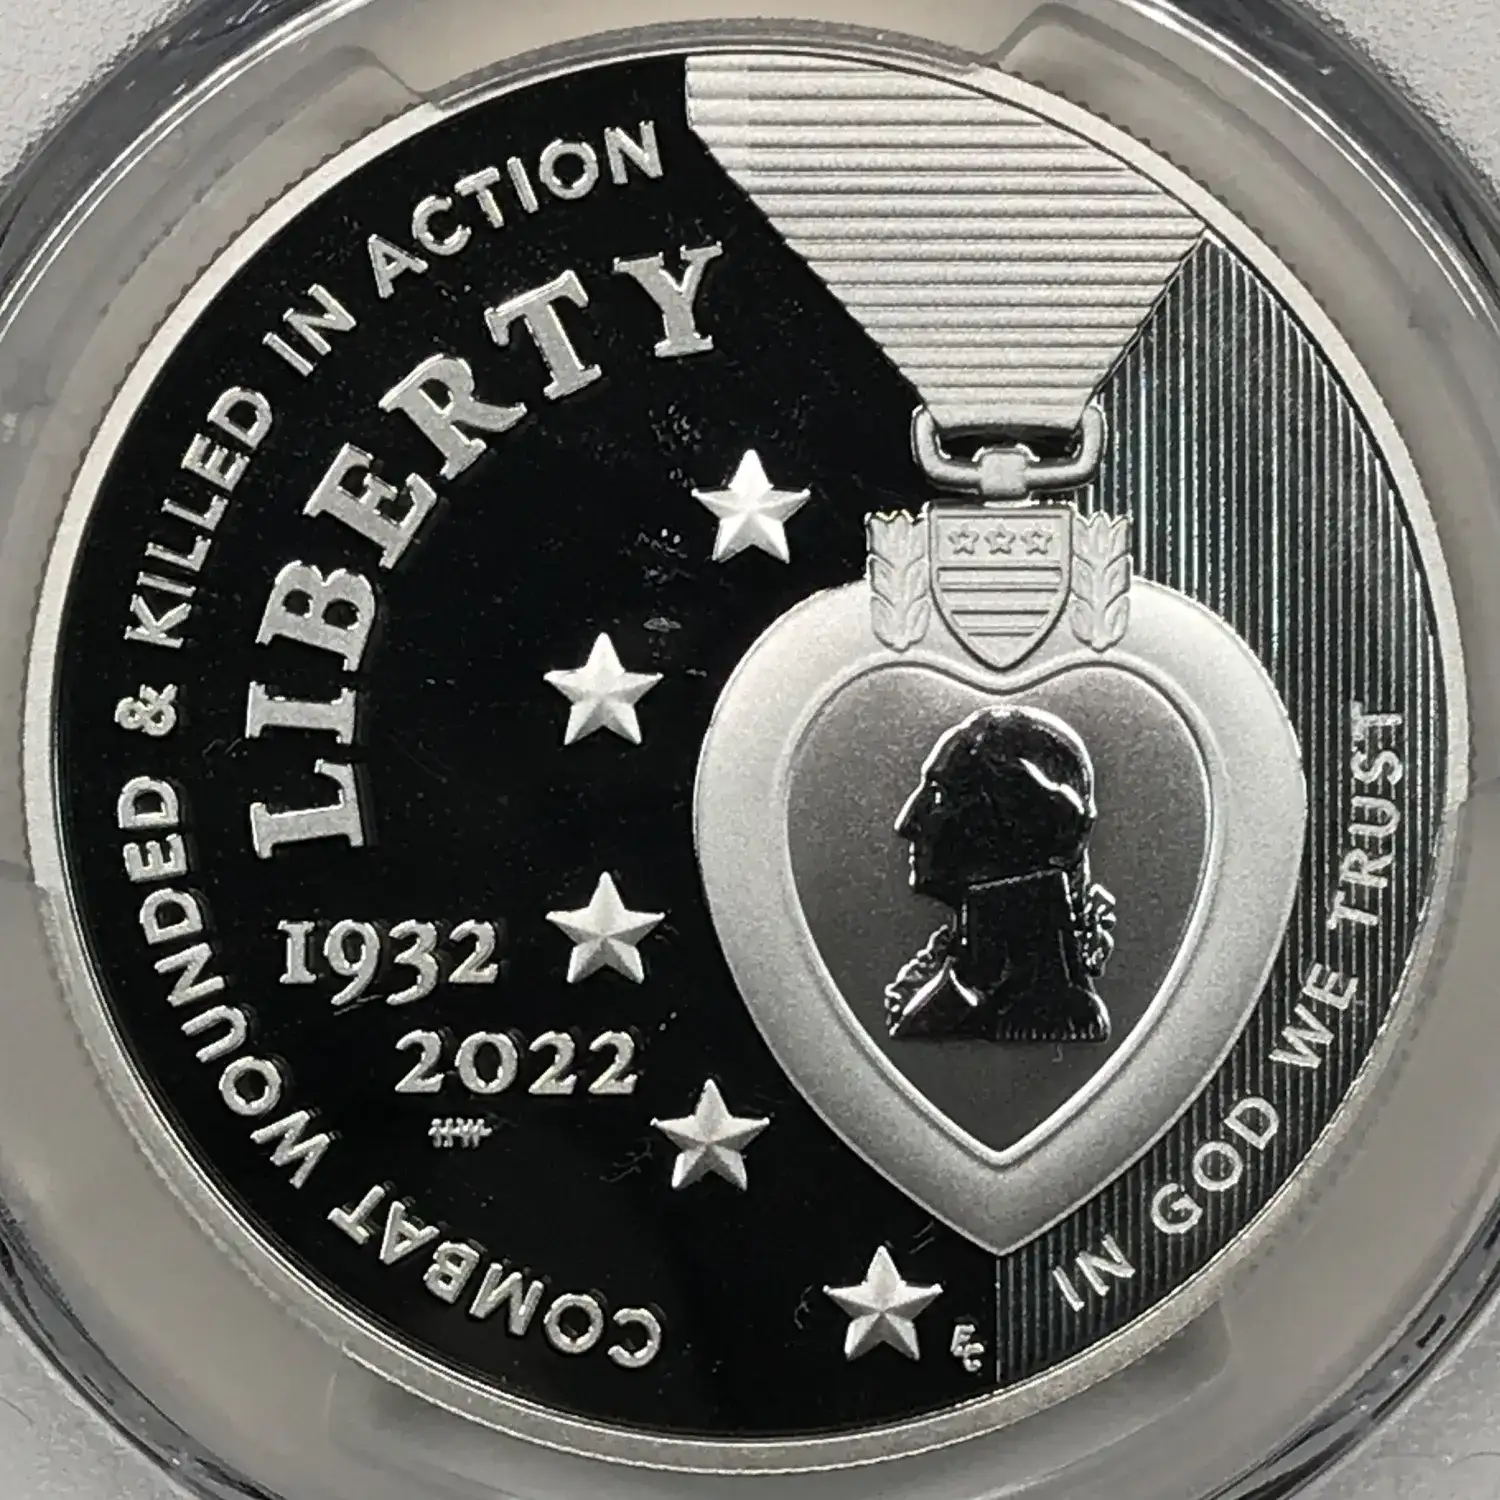 COMBAT WOUNDED & KILLED IN ACTION
LIBERTY
1932
2022
IN GOD WE TRUST